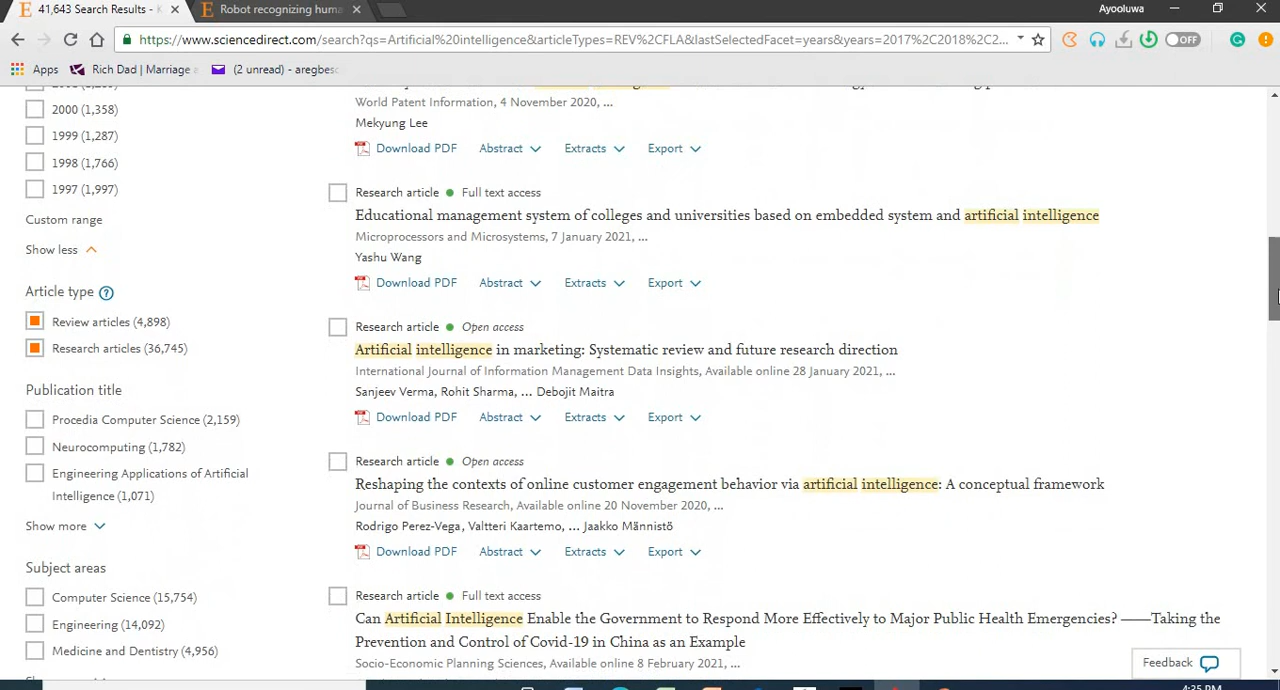 41,643 Search Results -
Robot recognizing human
Ayooluwa
https://www.sciencedirect.com/search?qs=Artificial%20intelligence&articleTypes=REV%2CFLA&lastSelectedFacet=years&years=2017%2C2018%2C2...
OFF
Apps
Rich Dad | Marriage
(2 unread) - aregbes
2000 (1,358)
1999 (1,287)
1998 (1,766)
1997 (1,997)
Custom range
Show less
Article type
Review articles (4,898)
Research articles (36,745)
Publication title
Procedia Computer Science (2,159)
Neurocomputing (1,782)
Engineering Applications of Artificial
Intelligence (1,071)
Show more
Subject areas
Computer Science (15,754)
Engineering (14,092)
Medicine and Dentistry (4,956)
World Patent Information, 4 November 2020, ...
Mekyung Lee
Download PDF Abstract Extracts Export
Research article Full text access
Educational management system of colleges and universities based on embedded system and artificial intelligence
Microprocessors and Microsystems, 7 January 2021, ...
Yashu Wang
Download PDF Abstract Extracts Export
Research article Open access
Artificial intelligence in marketing: Systematic review and future research direction
International Journal of Information Management Data Insights, Available online 28 January 2021, ...
Sanjeev Verma, Rohit Sharma, ... Debojit Maitra
Download PDF Abstract Extracts Export
Research article Open access
Reshaping the contexts of online customer engagement behavior via artificial intelligence: A conceptual framework
Journal of Business Research, Available online 20 November 2020, ...
Rodrigo Perez-Vega, Valtteri Kaartemo, ... Jaakko Männistö
Download PDF Abstract Extracts Export
Research article Full text access
Can Artificial Intelligence Enable the Government to Respond More Effectively to Major Public Health Emergencies? ——Taking the
Prevention and Control of Covid-19 in China as an Example
Socio-Economic Planning Sciences, Available online 8 February 2021, ...
Feedback
4:35 PM